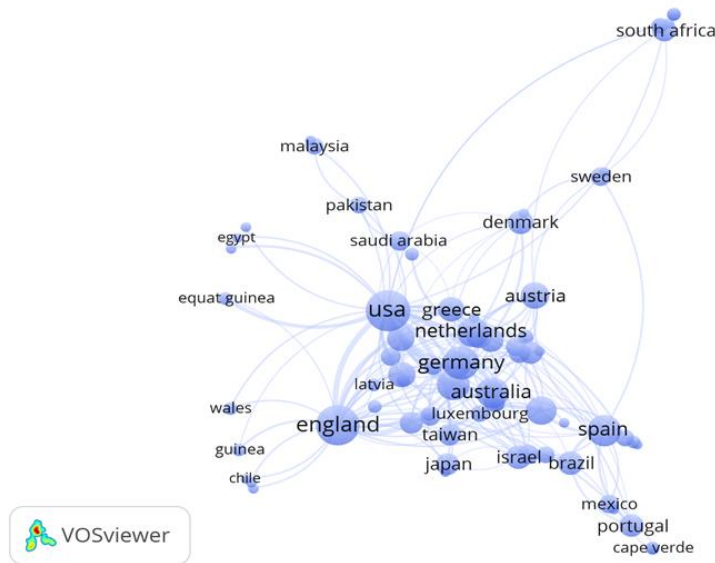 south africa
malaysia
sweden
pakistan
denmark
egypt
saudi arabia
equat guinea
austria
usa
greece
netherlands
germany
latvia
australia
wales
luxembourg
england
spain
taiwan
guinea
israel
brazil
japan
chile
mexico
portugal
VOSviewer
cape verde